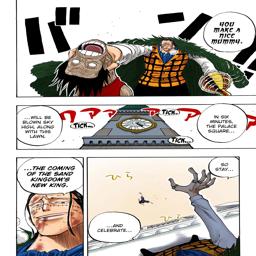 YOU
MAKE A
NICE
MUMMY.
バ
バ
IN SIX
MINUTES,
THE PALACE
SQUARE...
TICK...
TICK...
TICK...
...WILL BE
BLOWN SKY
HIGH, ALONG
WITH THIS
LAWN.
SO
STAY...
...AND
CELEBRATE...
...THE COMING
OF THE SAND
KINGDOM'S
NEW KING.